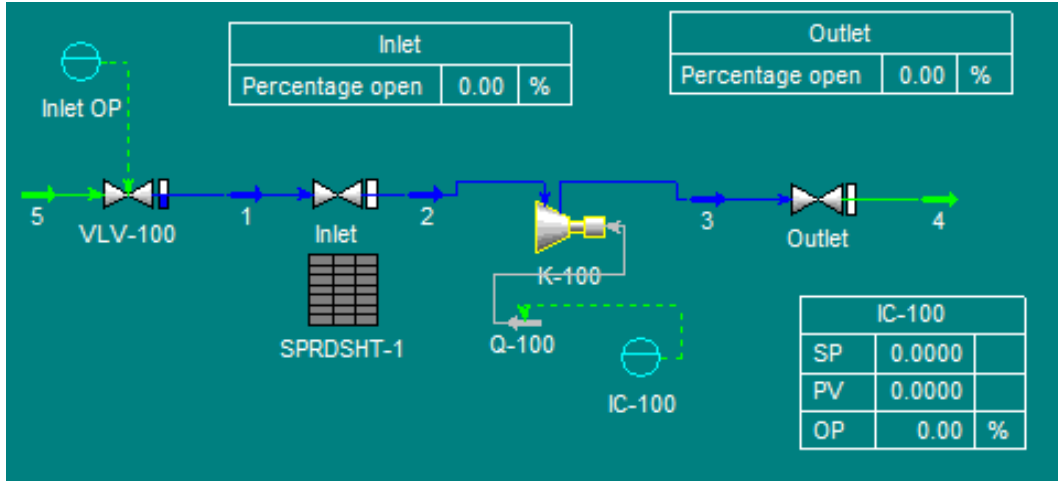 Inlet
Percentage open 0.00 %
Outlet
Percentage open 0.00 %
Inlet OP
5
VLV-100
1
Inlet
2
K-100
3
Outlet
4
SPRDSHT-1
Q-100
IC-100
IC-100
SP 0.0000
PV 0.0000
OP 0.00 %